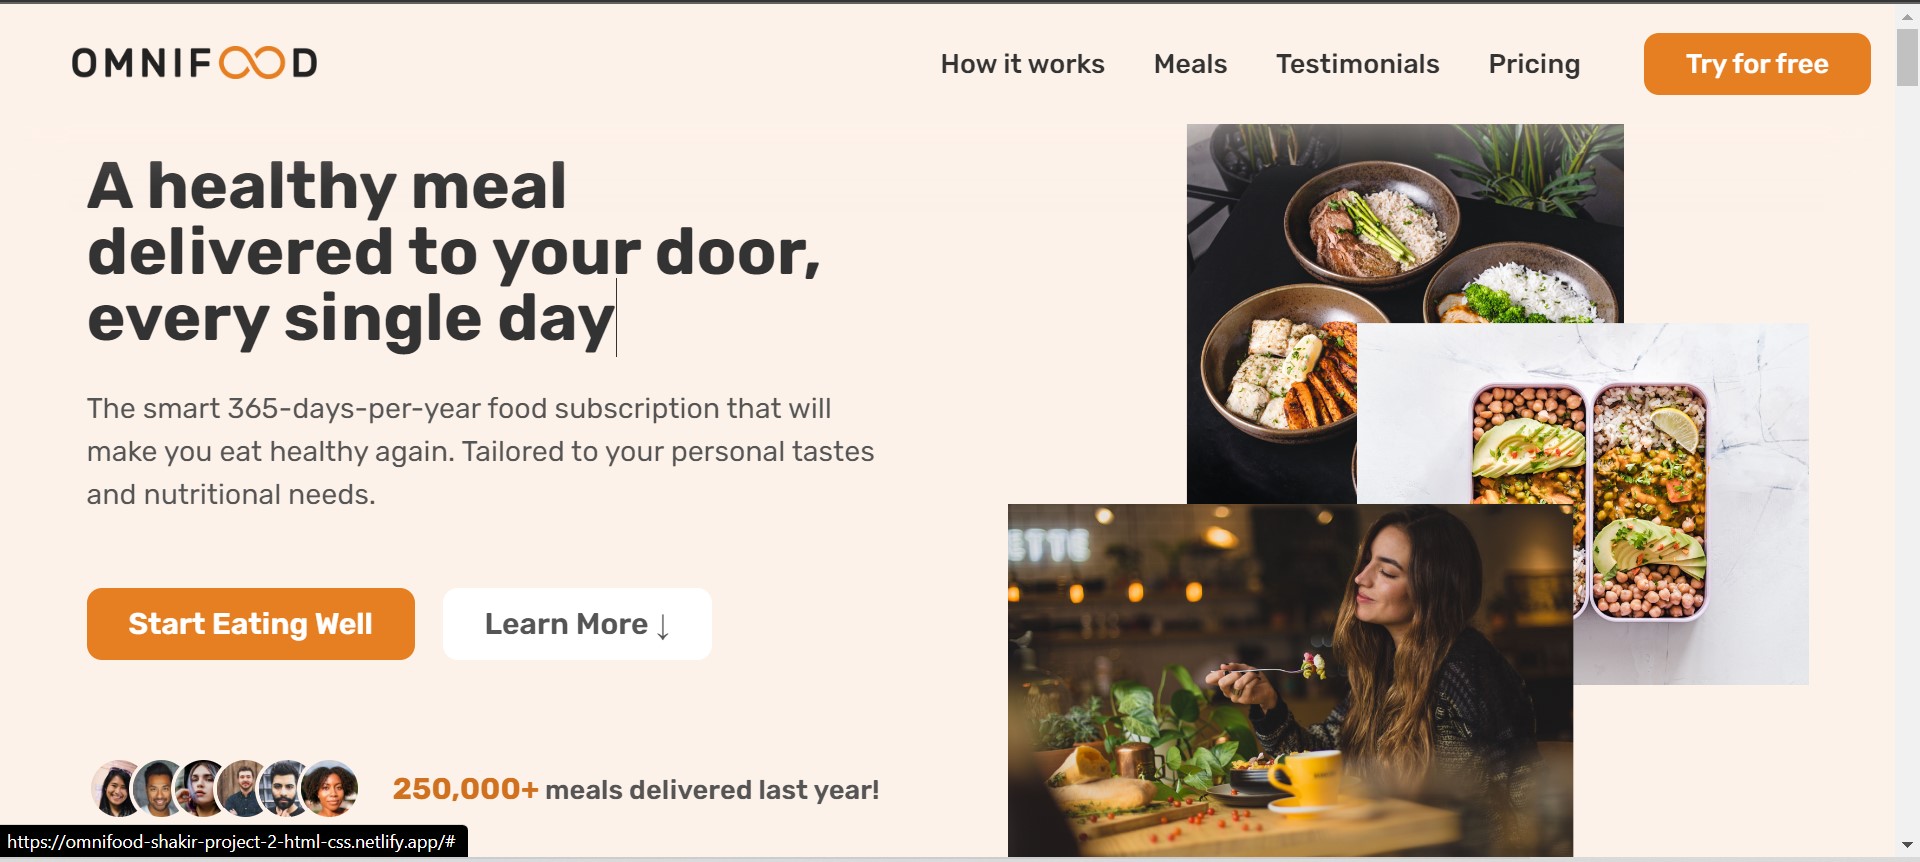 OMNIFOOD
How it works
Meals
Testimonials
Pricing
Try for free
A healthy meal
delivered to your door,
every single day
The smart 365-days-per-year food subscription that will
make you eat healthy again. Tailored to your personal tastes
and nutritional needs.
Start Eating Well
Learn More ↓
ETTE
250,000+ meals delivered last year!
https://omnifood-shakir-project-2-html-css.netlify.app/#